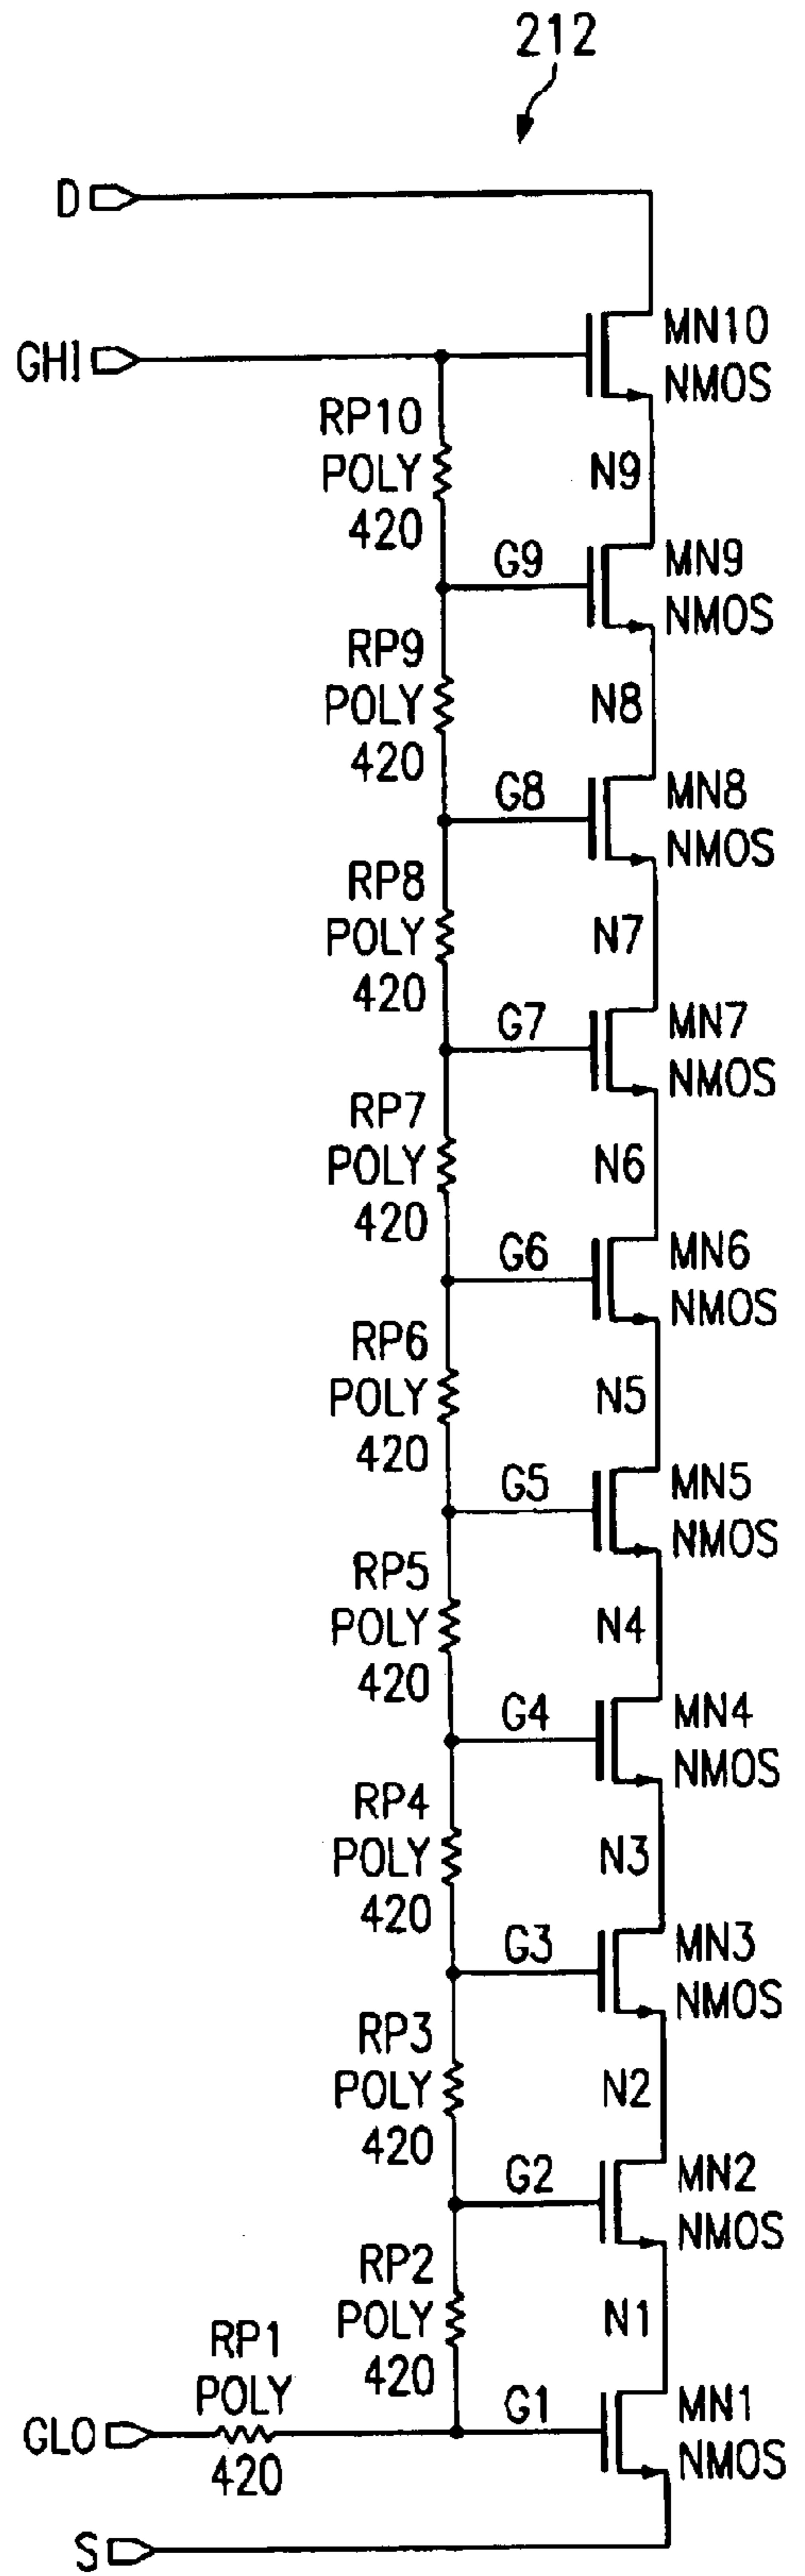 212
D
GHI
MN10
NMOS
RP10
POLY
420
N9
G9
MN9
NMOS
RP9
POLY
420
N8
G8
MN8
NMOS
RP8
POLY
420
N7
G7
MN7
NMOS
RP7
POLY
420
N6
G6
MN6
NMOS
RP6
POLY
420
N5
G5
MN5
NMOS
RP5
POLY
420
N4
G4
MN4
NMOS
RP4
POLY
420
N3
G3
MN3
NMOS
RP3
POLY
420
N2
G2
MN2
NMOS
RP2
POLY
420
N1
RP1
POLY
420
GLO
G1
MN1
NMOS
S